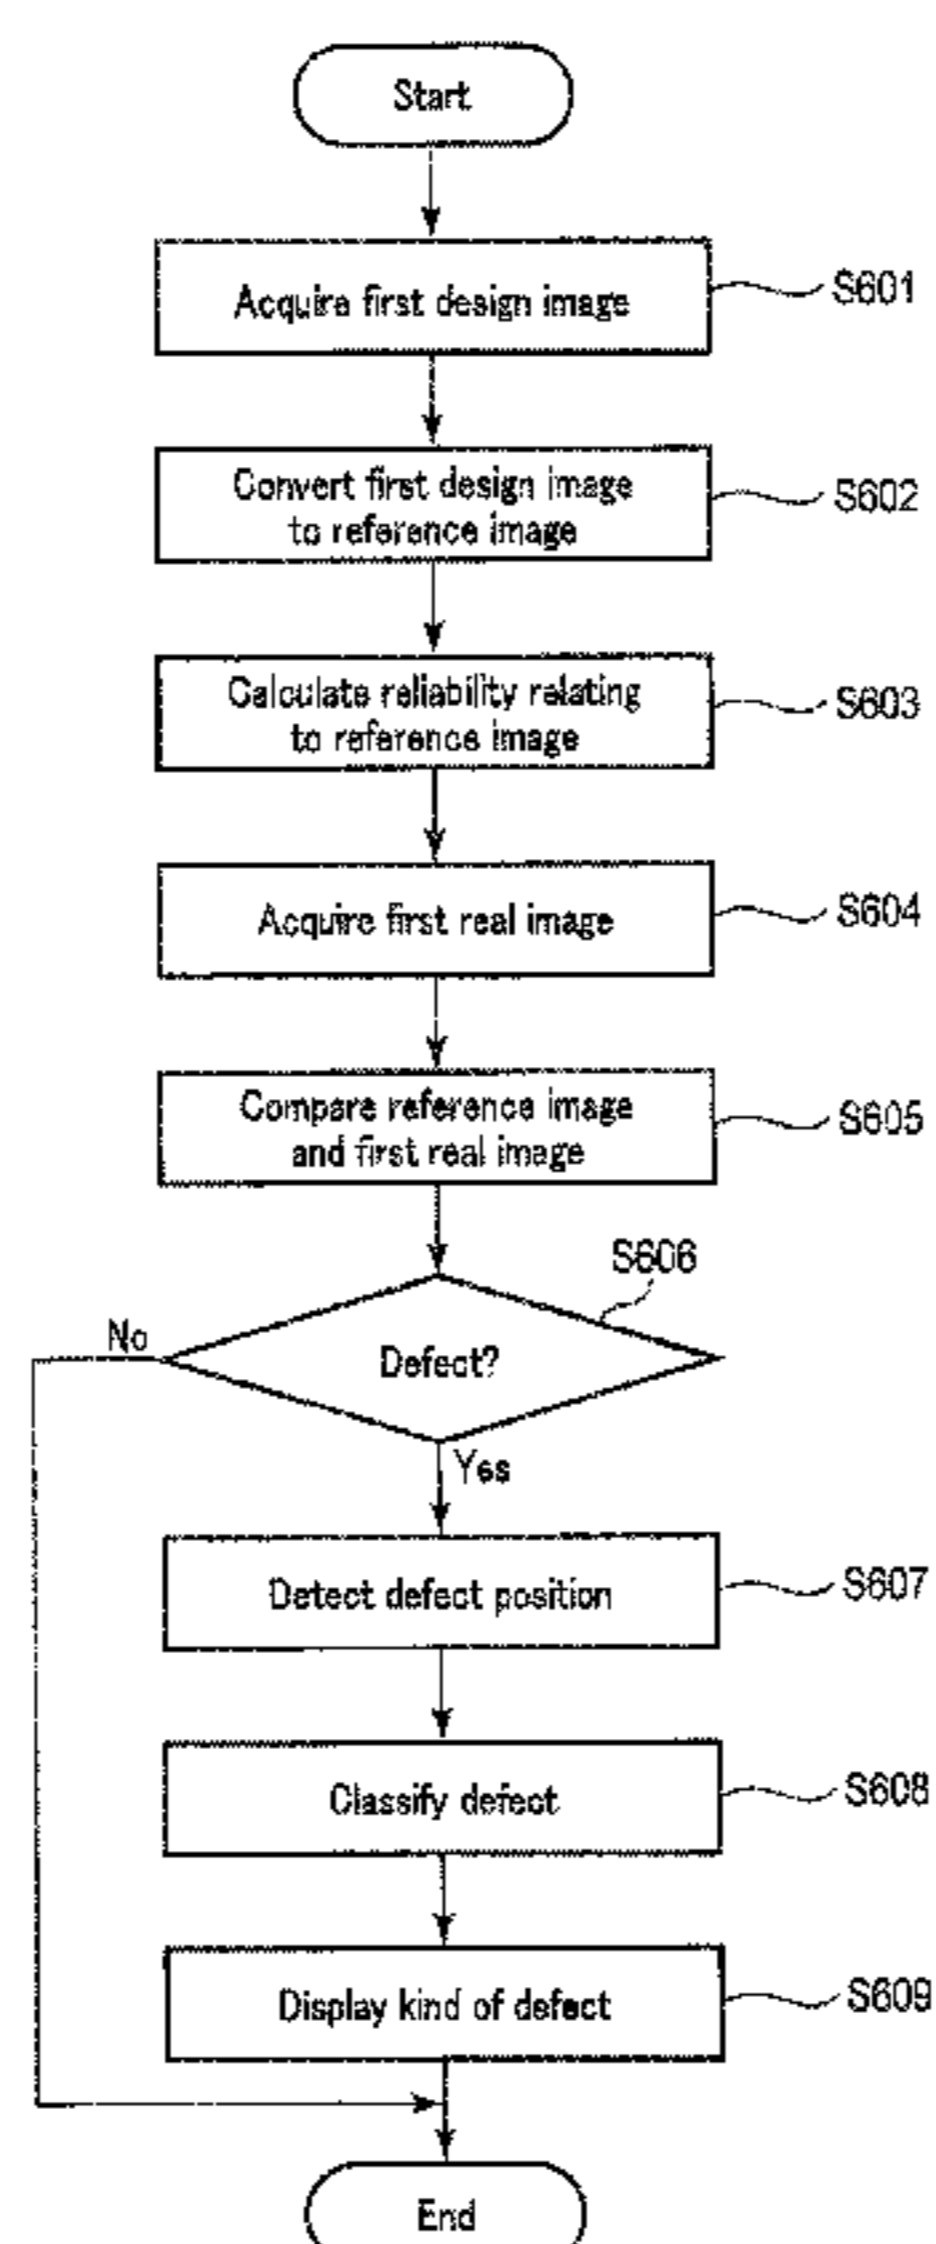 Start
Acquire first design image
S601
Convert first design image
to reference image
S602
Calculate reliability relating
to reference image
S603
Acquire first real image
S604
Compare reference image
and first real image
S605
S606
No
Defect?
Yes
Detect defect position
S607
Classify defect
S608
Display kind of defect
S609
End